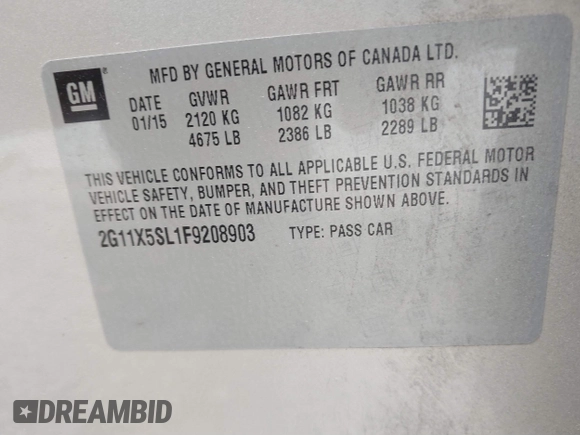 GM ®
MFD BY GENERAL MOTORS OF CANADA LTD.
DATE GVWR GAWR FRT GAWR RR
01/15 2120 KG 1082 KG 1038 KG
4675 LB 2386 LB 2289 LB
THIS VEHICLE CONFORMS TO ALL APPLICABLE U.S. FEDERAL MOTOR
VEHICLE SAFETY, BUMPER, AND THEFT PREVENTION STANDARDS IN
EFFECT ON THE DATE OF MANUFACTURE SHOWN ABOVE.
2G11X5SL1F9208903 TYPE: PASS CAR
DREAMBID